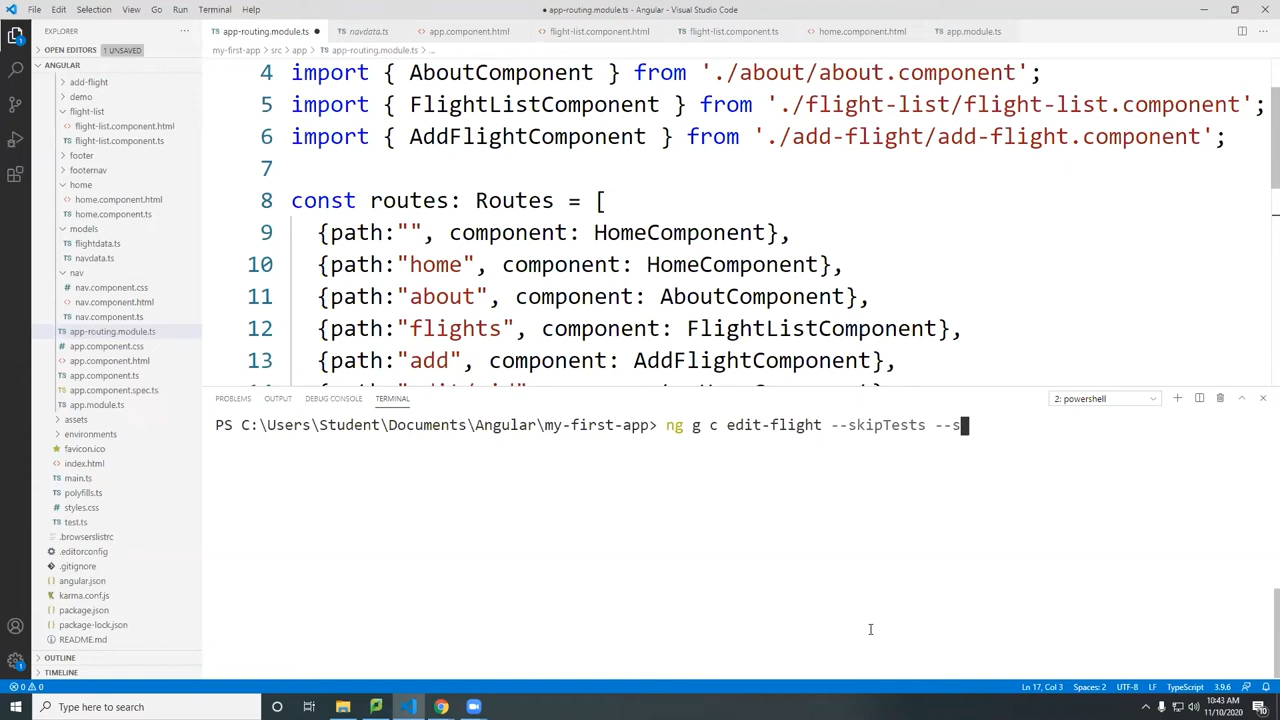 File Edit Selection View Go Run Terminal Help
● app-routing.module.ts - Angular - Visual Studio Code
EXPLORER
app-routing.module.ts ●
navdata.ts
app.component.html
flight-list.component.html
flight-list.component.ts
home.component.html
app.module.ts
OPEN EDITORS 1 UNSAVED
my-first-app > src > app > app-routing.module.ts > ...
ANGULAR
add-flight
demo
flight-list
flight-list.component.html
flight-list.component.ts
footer
footernav
home
home.component.html
home.component.ts
models
flightdata.ts
navdata.ts
nav
nav.component.css
nav.component.html
nav.component.ts
app-routing.module.ts
app.component.css
app.component.html
app.component.ts
app.component.spec.ts
app.module.ts
assets
environments
favicon.ico
index.html
main.ts
polyfills.ts
styles.css
test.ts
.browserslistrc
.editorconfig
.gitignore
angular.json
karma.conf.js
package.json
package-lock.json
README.md
OUTLINE
TIMELINE
4 import { AboutComponent } from './about/about.component';
5 import { FlightListComponent } from './flight-list/flight-list.component';
6 import { AddFlightComponent } from './add-flight/add-flight.component';
7
8 const routes: Routes = [
9 {path:"", component: HomeComponent},
10 {path:"home", component: HomeComponent},
11 {path:"about", component: AboutComponent},
12 {path:"flights", component: FlightListComponent},
13 {path:"add", component: AddFlightComponent},
PROBLEMS OUTPUT DEBUG CONSOLE TERMINAL
2: powershell
PS C:\Users\Student\Documents\Angular\my-first-app> ng g c edit-flight --skipTests --s
0 0
Ln 17, Col 3 Spaces: 2 UTF-8 LF TypeScript 3.9.6
Type here to search
10:43 AM
11/10/2020